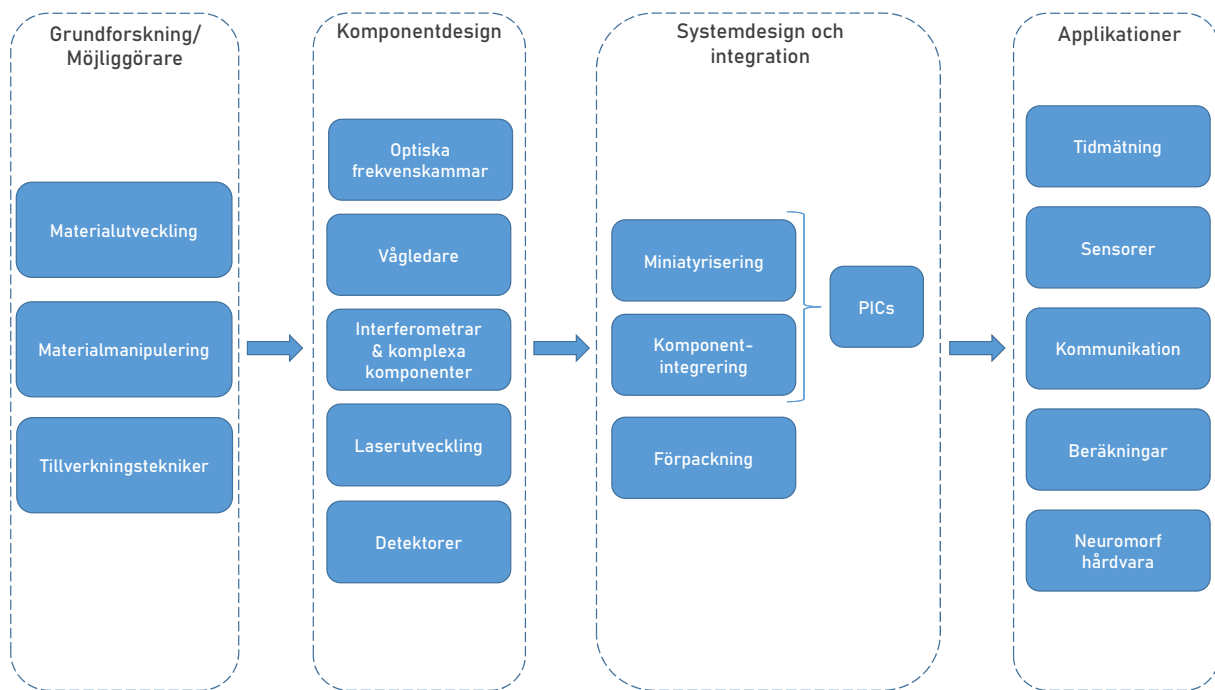 Grundforskning/
Möjliggörare
Materialutveckling
Materialmanipulering
Tillverkningstekniker
Komponentdesign
Optiska
frekvenskammar
Vågledare
Interferometrar
& komplexa
komponenter
Laserutveckling
Detektorer
Systemdesign och
integration
Miniatyrisering
Komponent-
integrering
Förpackning
PICs
Applikationer
Tidmätning
Sensorer
Kommunikation
Beräkningar
Neuromorf
hårdvara